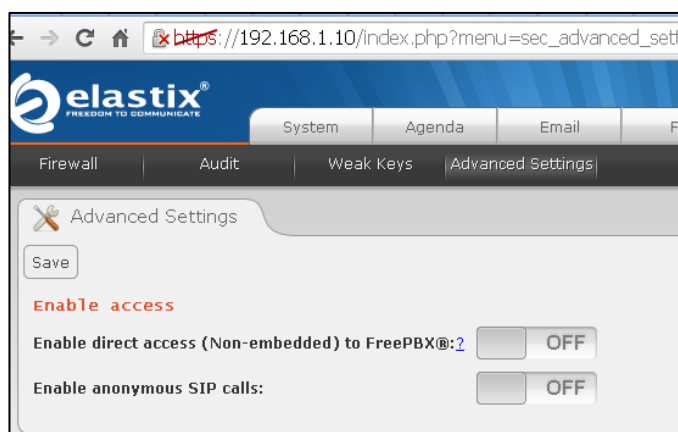 https://192.168.1.10/index.php?menu=sec_advanced_sett
elastix®
FREEDOM TO COMMUNICATE
System Agenda Email F
Firewall Audit Weak Keys Advanced Settings
Advanced Settings
Save
Enable access
Enable direct access (Non-embedded) to FreePBX®:? OFF
Enable anonymous SIP calls: OFF